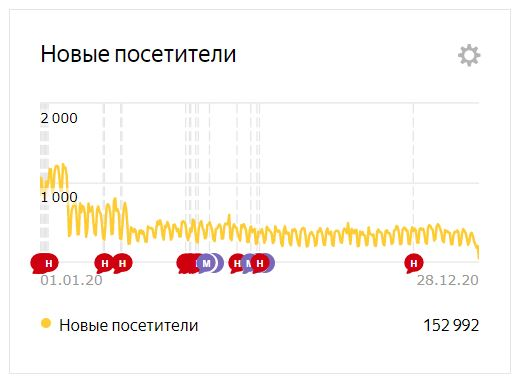 Новые посетители
2 000
1 000
н н н м н м н н
01.01.20 28.12.20
Новые посетители 152 992